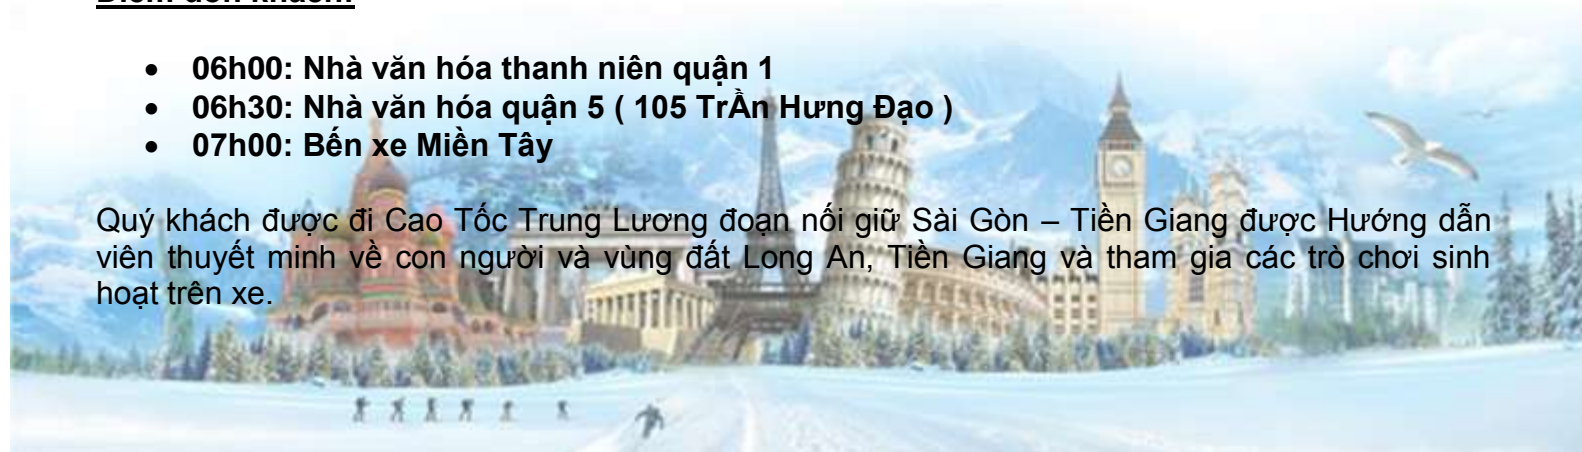 Điểm đón khách:
• 06h00: Nhà văn hóa thanh niên quận 1
• 06h30: Nhà văn hóa quận 5 ( 105 TrẦn Hưng Đạo )
• 07h00: Bến xe Miền Tây
Quý khách được đi Cao Tốc Trung Lương đoạn nối giữ Sài Gòn – Tiền Giang được Hướng dẫn
viên thuyết minh về con người và vùng đất Long An, Tiền Giang và tham gia các trò chơi sinh
hoạt trên xe.